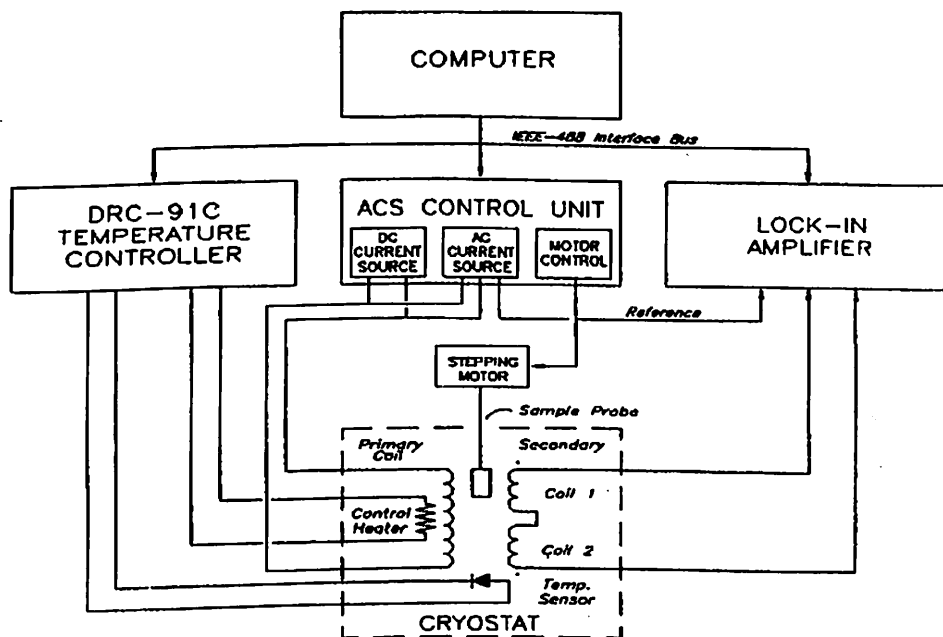 COMPUTER
IEEE-488 Interface Bus
DRC-91C
TEMPERATURE
CONTROLLER
ACS CONTROL UNIT
DC
CURRENT
SOURCE
AC
CURRENT
SOURCE
MOTOR
CONTROL
LOCK-IN
AMPLIFIER
Reference
STEPPING
MOTOR
Sample Probe
Primary
Coil
Secondary
Coil 1
Control
Heater
Coil 2
Temp.
Sensor
CRYOSTAT